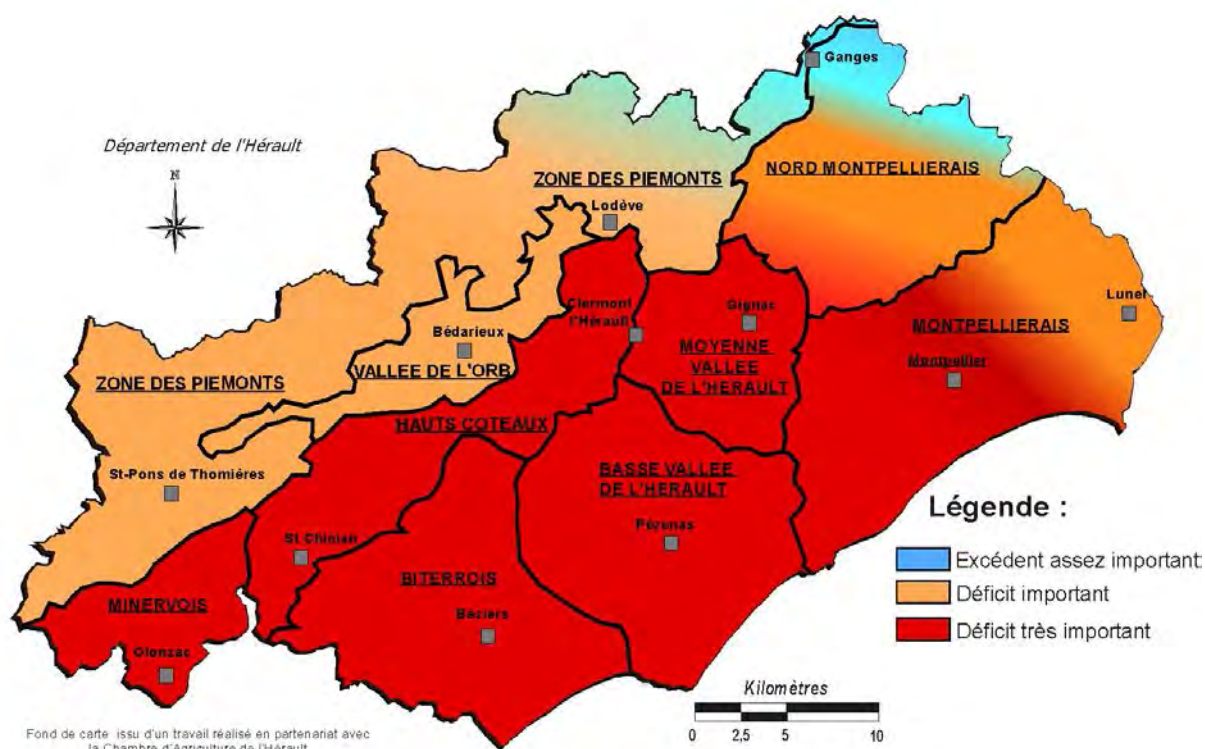 Ganges
Département de l'Hérault
N
NORD MONTPELLIERAIS
ZONE DES PIEMONTS
Lodève
Clermont
l'Hérault
Gignac
Lunel
MONTPELLIERAIS
Bédarieux
MOYENNE
VALLEE
DE L'HERAULT
Montpellier
VALLEE DE L'ORB
ZONE DES PIEMONTS
HAUTS COTEAUX
St-Pons de Thomières
BASSE VALLEE
DE L'HERAULT
Légende :
Pézenas
St Chinian
Excédent assez important
BITERROIS
Déficit important
MINERVOIS
Béziers
Déficit très important
Olonzac
Kilomètres
0 2,5 5 10
Fond de carte issu d'un travail réalisé en partenariat avec
la Chambre d'Agriculture de l'Hérault